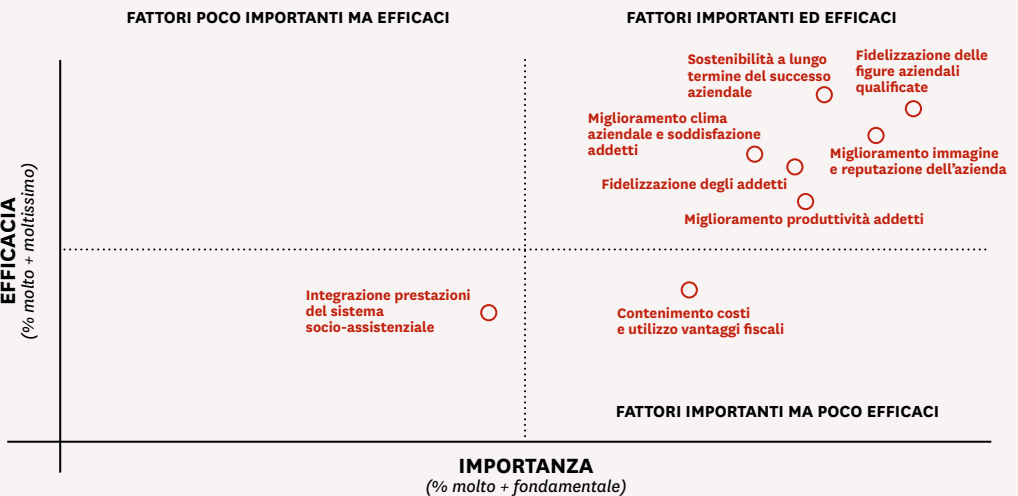 FATTORI POCO IMPORTANTI MA EFFICACI
FATTORI IMPORTANTI ED EFFICACI
Sostenibilità a lungo
termine del successo
aziendale
Fidelizzazione delle
figure aziendali
qualificate
Miglioramento clima
aziendale e soddisfazione
addetti
Miglioramento immagine
e reputazione dell'azienda
Fidelizzazione degli addetti
Miglioramento produttività addetti
EFFICACIA
(% molto + moltissimo)
Integrazione prestazioni
del sistema
socio-assistenziale
Contenimento costi
e utilizzo vantaggi fiscali
FATTORI IMPORTANTI MA POCO EFFICACI
IMPORTANZA
(% molto + fondamentale)